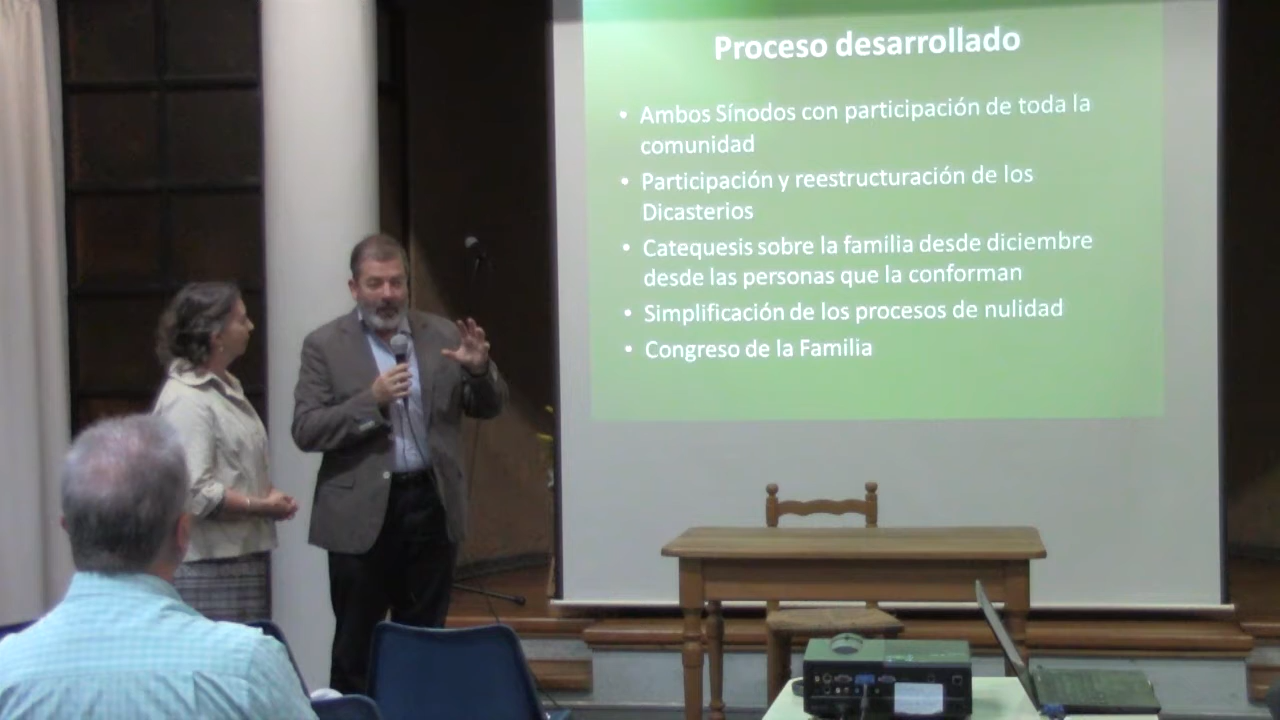 Proceso desarrollado
• Ambos Sínodos con participación de toda la
comunidad
• Participación y reestructuración de los
Dicasterios
• Catequesis sobre la familia desde diciembre
desde las personas que la conforman
• Simplificación de los procesos de nulidad
• Congreso de la Familia